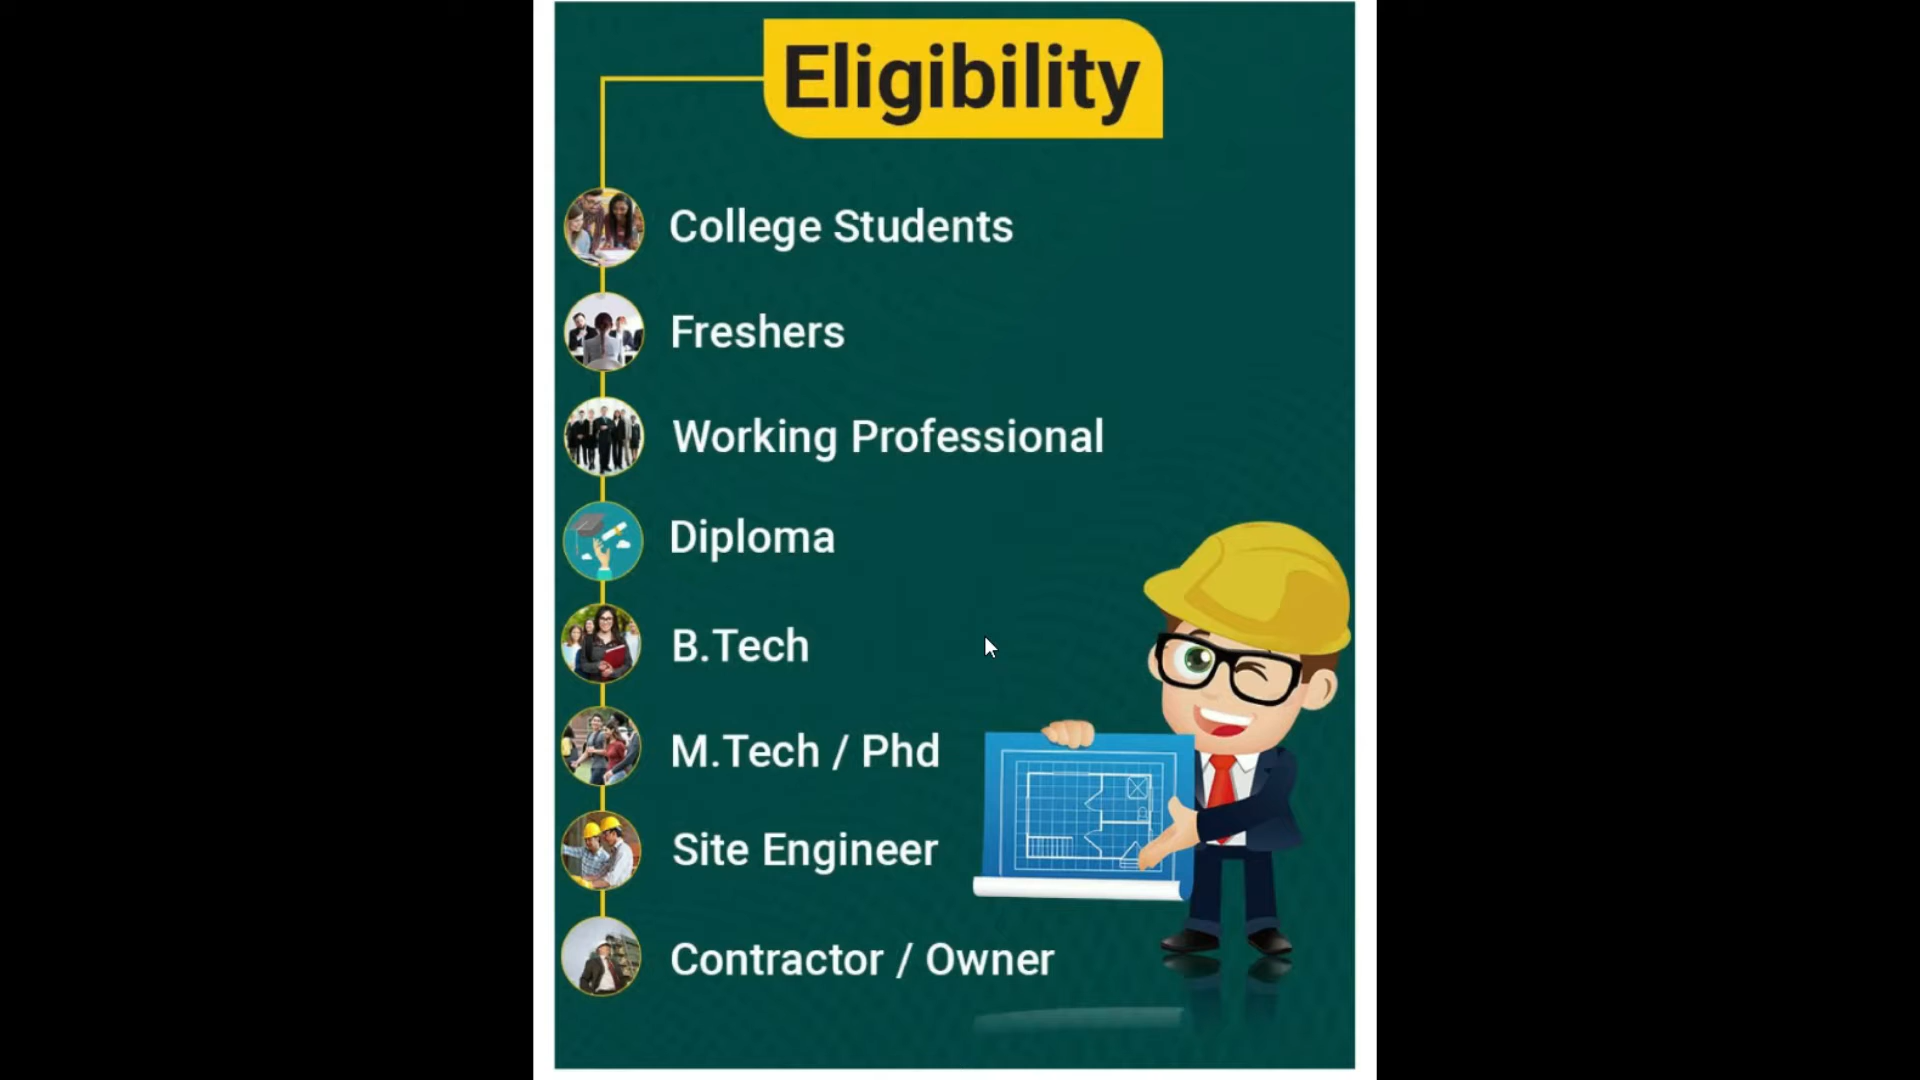 Eligibility
College Students
Freshers
Working Professional
Diploma
B.Tech
M.Tech / Phd
Site Engineer
Contractor / Owner